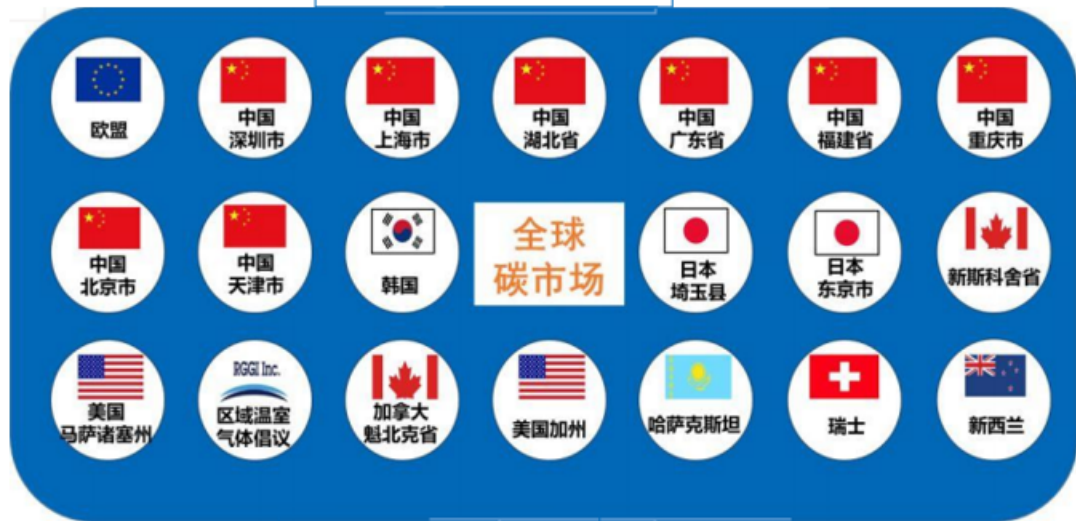 欧盟
中国
深圳市
中国
上海市
中国
湖北省
中国
广东省
中国
福建省
中国
重庆市
中国
北京市
中国
天津市
韩国
全球
碳市场
日本
埼玉县
日本
东京市
新斯科舍省
美国
马萨诸塞州
RGGI Inc.
区域温室
气体倡议
加拿大
魁北克省
美国加州
哈萨克斯坦
瑞士
新西兰